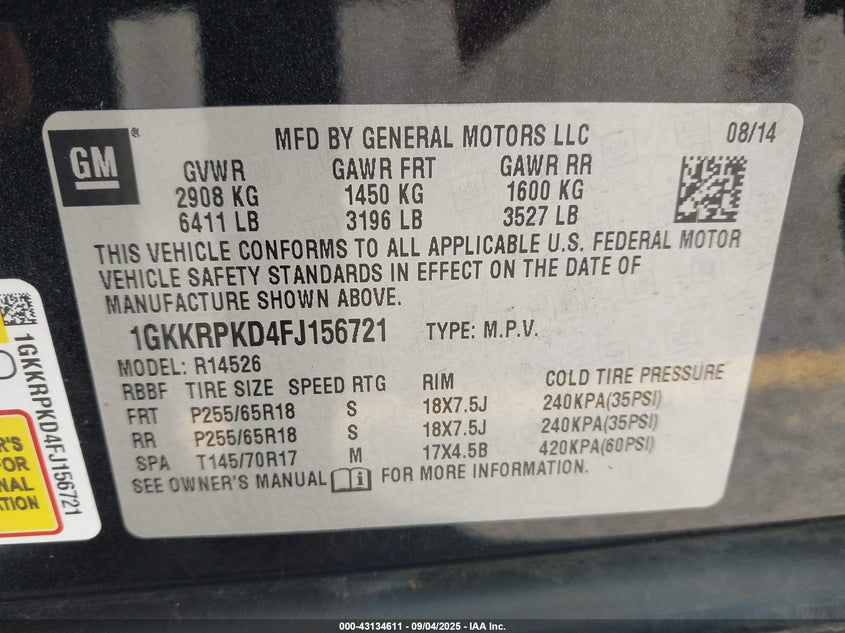 GM
®
MFD BY GENERAL MOTORS LLC 08/14
GVWR GAWR FRT GAWR RR
2908 KG 1450 KG 1600 KG
6411 LB 3196 LB 3527 LB
THIS VEHICLE CONFORMS TO ALL APPLICABLE U.S. FEDERAL MOTOR
VEHICLE SAFETY STANDARDS IN EFFECT ON THE DATE OF
MANUFACTURE SHOWN ABOVE.
1GKKRPKD4FJ156721 TYPE: M.P.V.
MODEL: R14526
RBBF TIRE SIZE SPEED RTG RIM COLD TIRE PRESSURE
FRT P255/65R18 S 18X7.5J 240KPA(35PSI)
RR P255/65R18 S 18X7.5J 240KPA(35PSI)
SPA T145/70R17 M 17X4.5B 420KPA(60PSI)
SEE OWNER'S MANUAL FOR MORE INFORMATION.
1GKKRPKD4FJ156721
R'S
FOR
NAL
TION
000-43134611 - 09/04/2025 - IAA Inc.